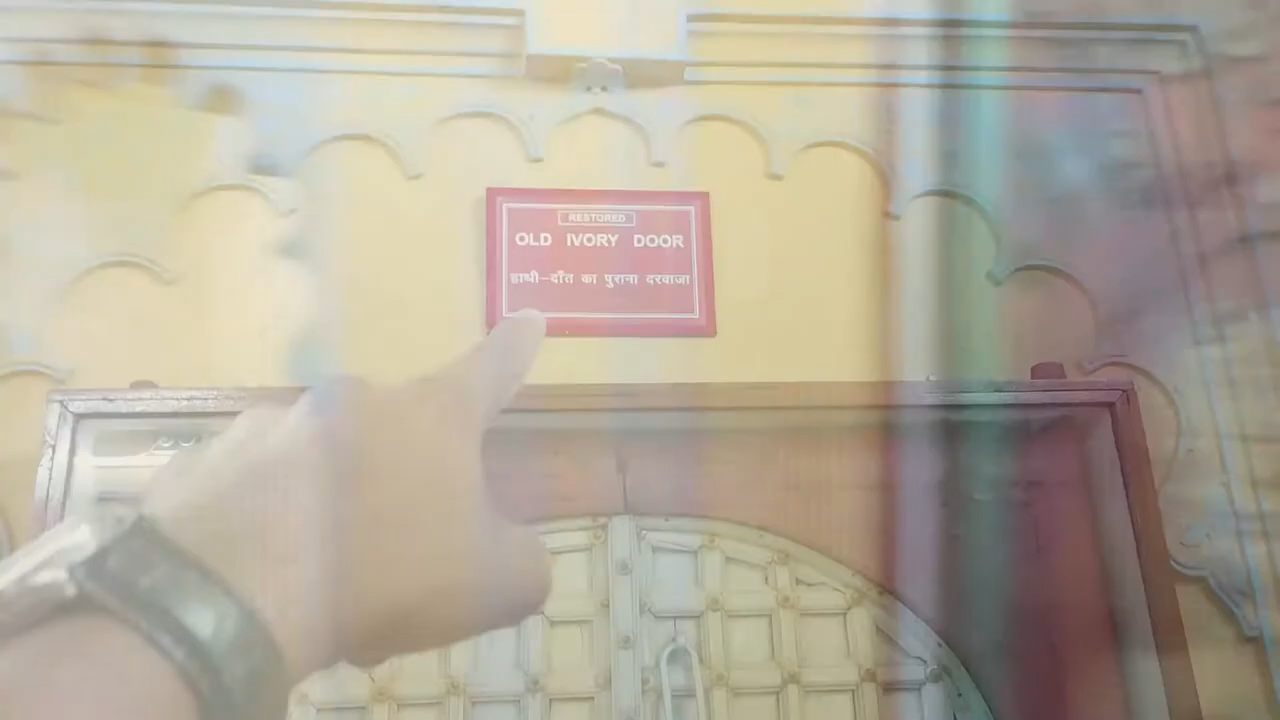 RESTORED
OLD IVORY DOOR
हाथी-दाँत का पुराना दरवाजा